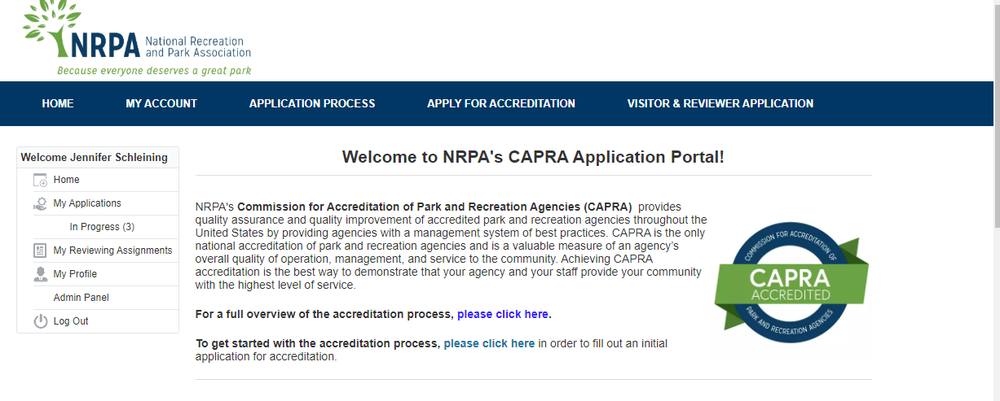 NRPA National Recreation
and Park Association
Because everyone deserves a great park
HOME MY ACCOUNT APPLICATION PROCESS APPLY FOR ACCREDITATION VISITOR & REVIEWER APPLICATION
Welcome Jennifer Schleining
Home
My Applications
In Progress (3)
My Reviewing Assignments
My Profile
Admin Panel
Log Out
Welcome to NRPA's CAPRA Application Portal!
NRPA's Commission for Accreditation of Park and Recreation Agencies (CAPRA) provides
quality assurance and quality improvement of accredited park and recreation agencies throughout the
United States by providing agencies with a management system of best practices. CAPRA is the only
national accreditation of park and recreation agencies and is a valuable measure of an agency’s
overall quality of operation, management, and service to the community. Achieving CAPRA
accreditation is the best way to demonstrate that your agency and your staff provide your community
with the highest level of service.
For a full overview of the accreditation process, please click here.
To get started with the accreditation process, please click here in order to fill out an initial
application for accreditation.
COMMISSION FOR ACCREDITATION OF
CAPRA
ACCREDITED
PARK AND RECREATION AGENCIES